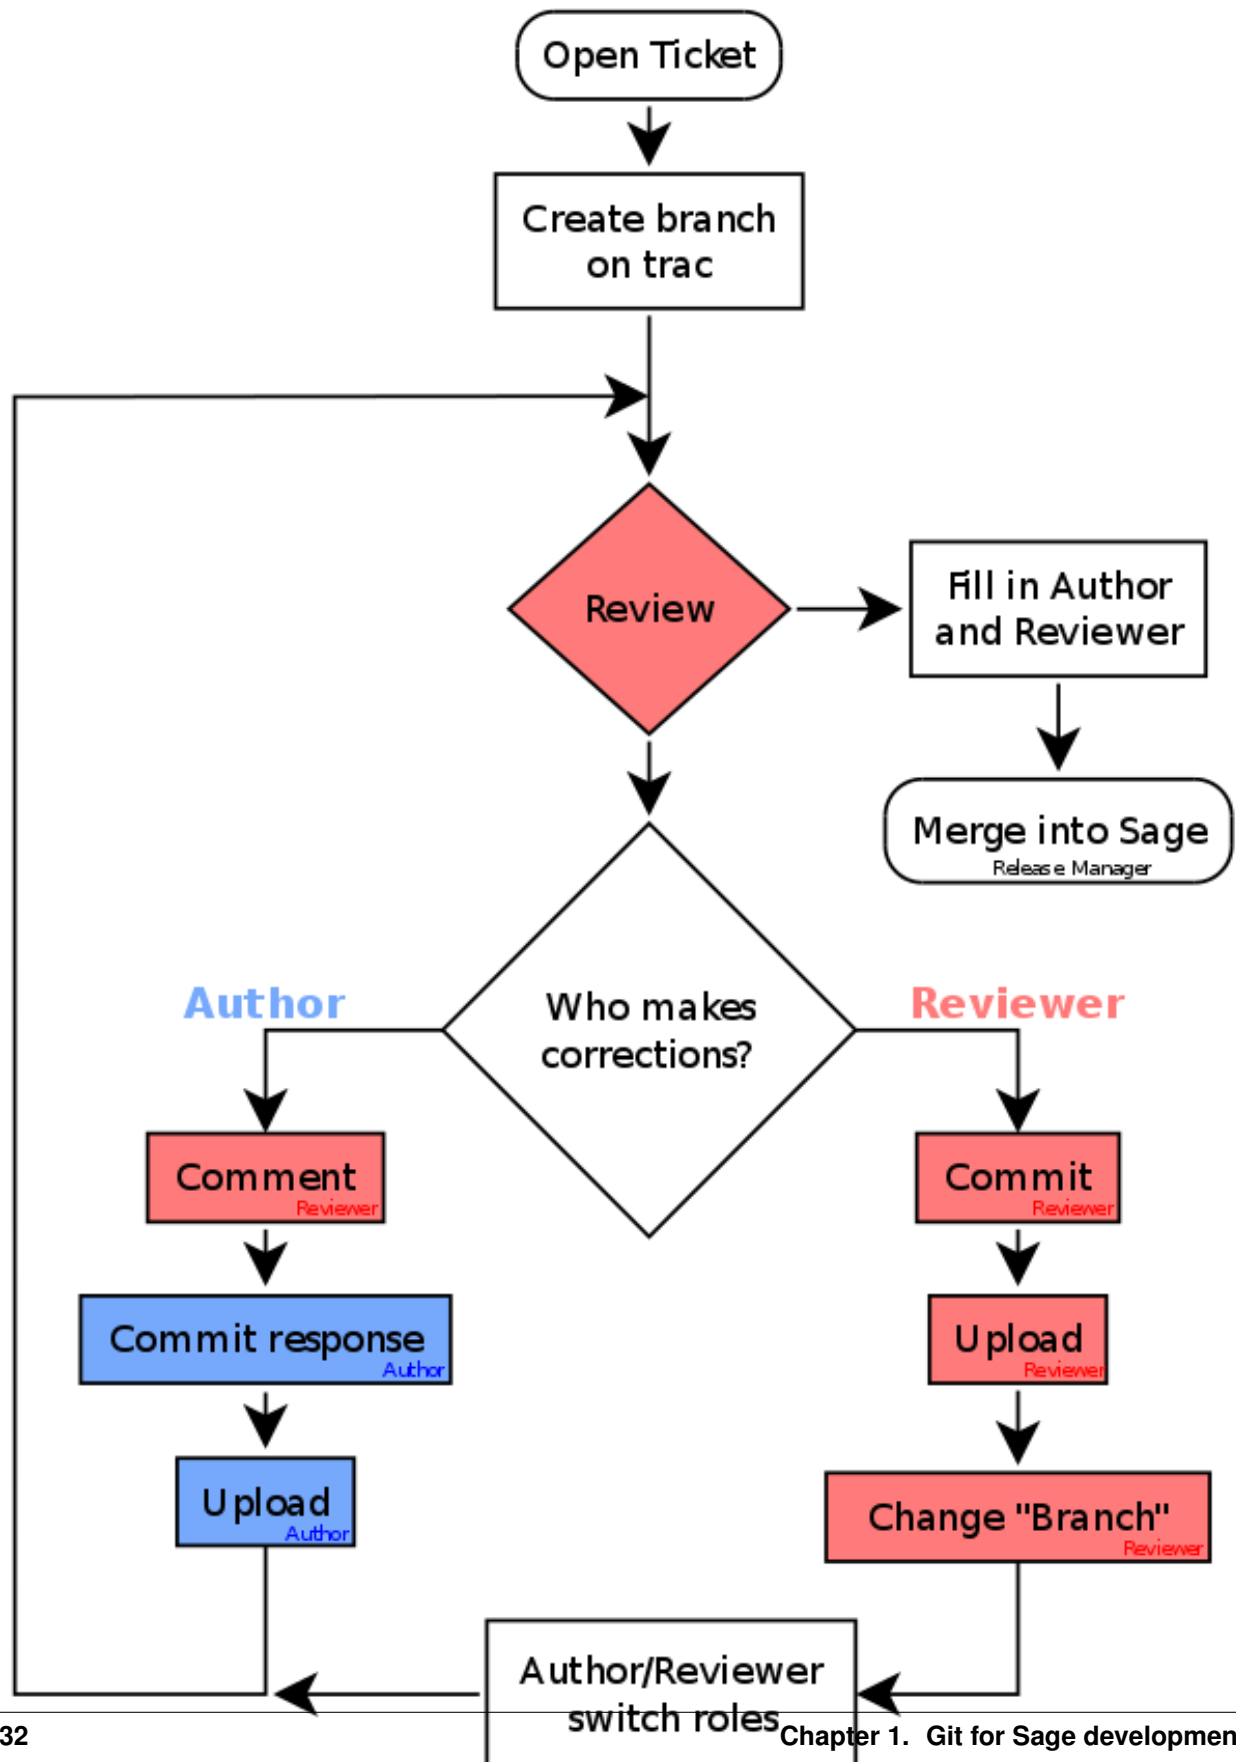 Open Ticket
Create branch
on trac
Review
Fill in Author
and Reviewer
Merge into Sage
Release Manager
Who makes
corrections?
Author
Reviewer
Comment
Reviewer
Commit response
Author
Upload
Author
Commit
Reviewer
Upload
Reviewer
Change "Branch"
Reviewer
Author/Reviewer
switch roles
32
Chapter 1. Git for Sage developmen